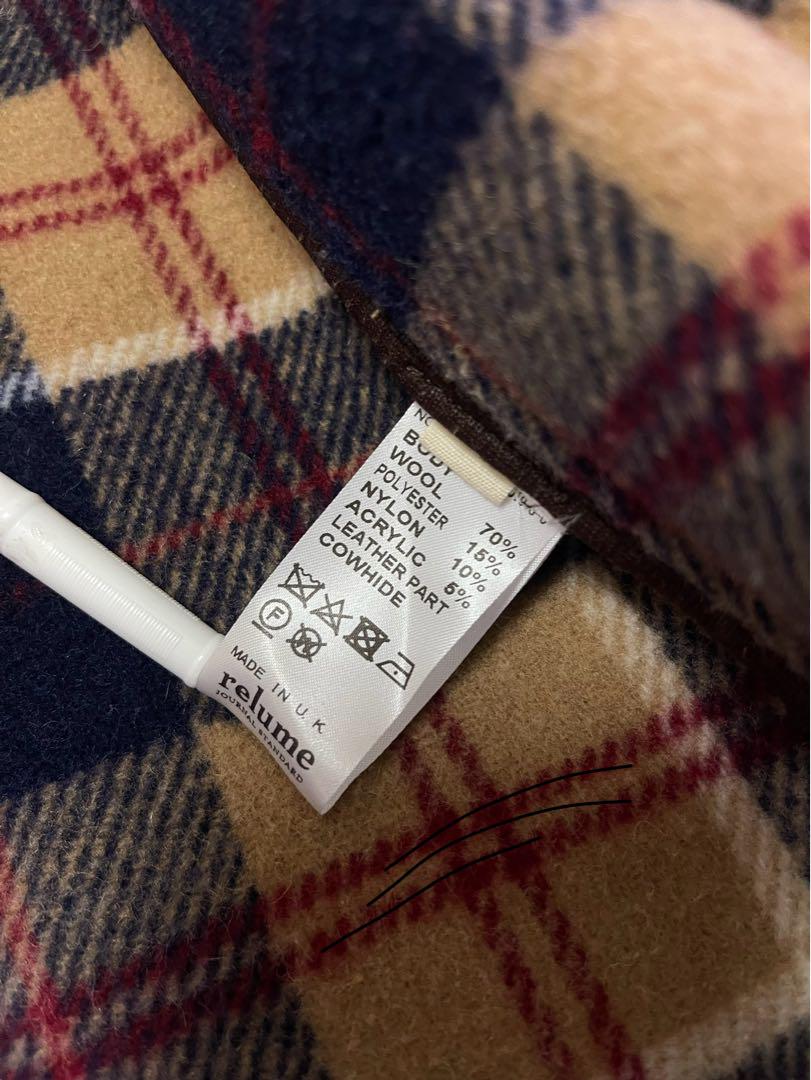 BODY
WOOL 70%
POLYESTER 15%
NYLON 10%
ACRYLIC 5%
LEATHER PART
COWHIDE
F
MADE IN U.K.
relume
JOURNAL STANDARD